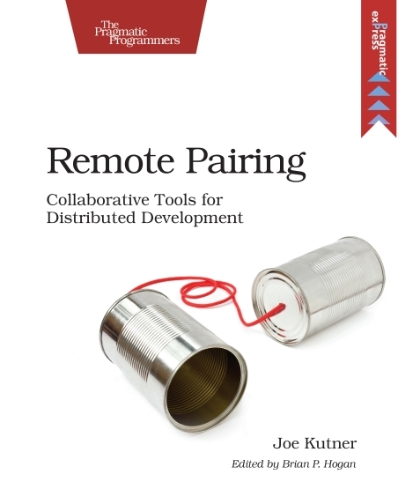 The
Pragmatic
Programmers
Pragmatic
exPress
Remote Pairing
Collaborative Tools for
Distributed Development
Joe Kutner
Edited by Brian P. Hogan